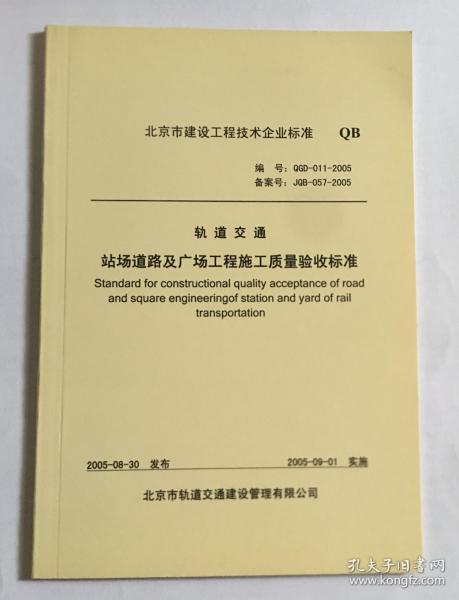 北京市建设工程技术企业标准 QB
编 号：QGD-011-2005
备案号：JQB-057-2005
轨道交通
站场道路及广场工程施工质量验收标准
Standard for constructional quality acceptance of road
and square engineeringof station and yard of rail
transportation
2005-08-30 发布 2005-09-01 实施
北京市轨道交通建设管理有限公司
孔夫子旧书网
www.kongfz.com